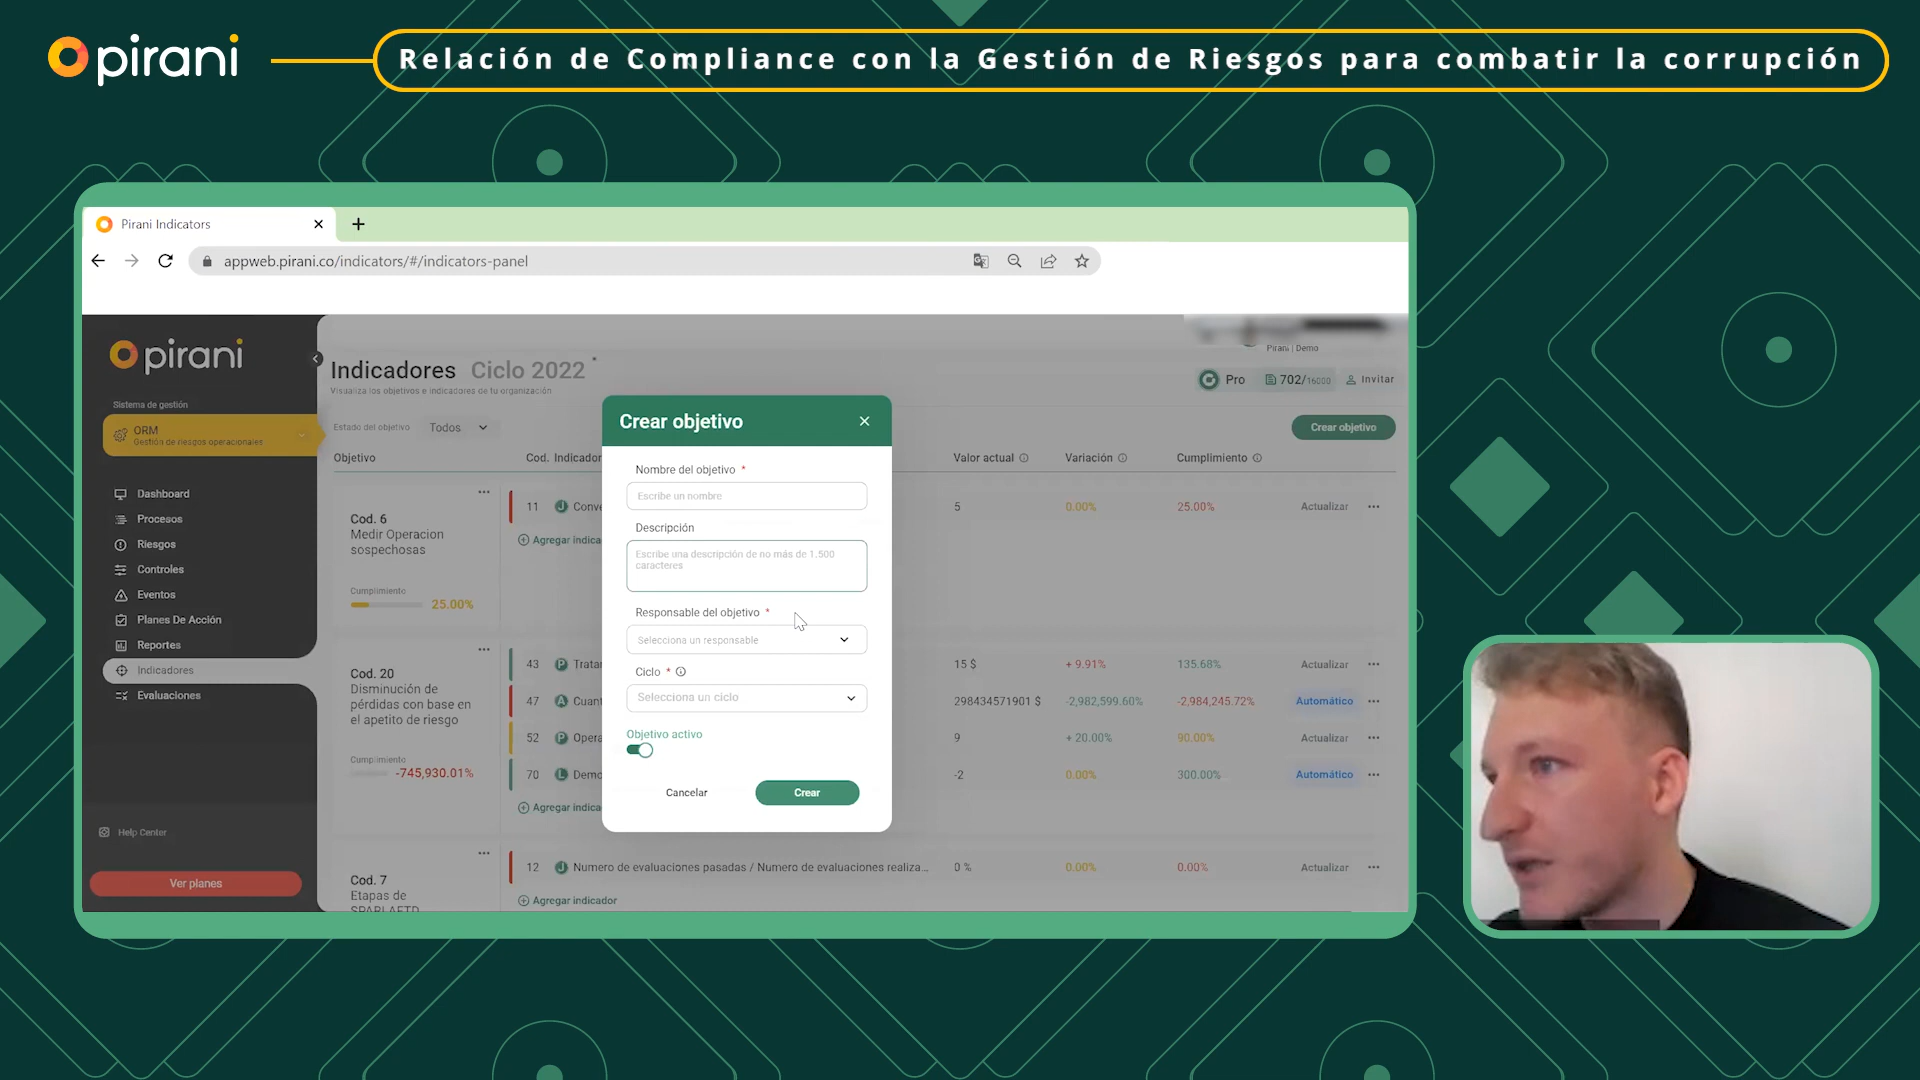 pirani
Relación de Compliance con la Gestión de Riesgos para combatir la corrupción
Pirani Indicators
appweb.pirani.co/indicators/#/indicators-panel
pirani
Sistema de gestión
ORM
Gestión de riesgos operacionales
Dashboard
Procesos
Riesgos
Controles
Eventos
Planes De Acción
Reportes
Indicadores
Evaluaciones
Help Center
Ver planes
Indicadores Ciclo 2022
Visualiza los objetivos e indicadores de tu organización
Pirani | Demo
Pro
702/16000
Invitar
Estado del objetivo
Todos
Crear objetivo
Objetivo
Cod. Indicador
Valor actual
Variación
Cumplimiento
Cod. 6
Medir Operacion
sospechosas
Cumplimiento
25.00%
11 J Conve
5 0.00% 25.00% Actualizar
Agregar indica
Cod. 20
Disminución de
pérdidas con base en
el apetito de riesgo
Cumplimiento
-745,930.01%
43 P Tratar
15 $ + 9.91% 135.68% Actualizar
47 A Cuant
298434571901 $ -2,982,599.60% -2,984,245.72% Automático
52 P Opera
9 + 20.00% 90.00% Actualizar
70 L Demo
-2 0.00% 300.00% Automático
Agregar indica
Cod. 7
Etapas de
SPARLAFTD
12 J Numero de evaluaciones pasadas / Numero de evaluaciones realiza...
0 % 0.00% 0.00% Actualizar
Agregar indicador
Crear objetivo
Nombre del objetivo *
Escribe un nombre
Descripción
Escribe una descripción de no más de 1.500
caracteres
Responsable del objetivo *
Selecciona un responsable
Ciclo *
Selecciona un ciclo
Objetivo activo
Cancelar
Crear